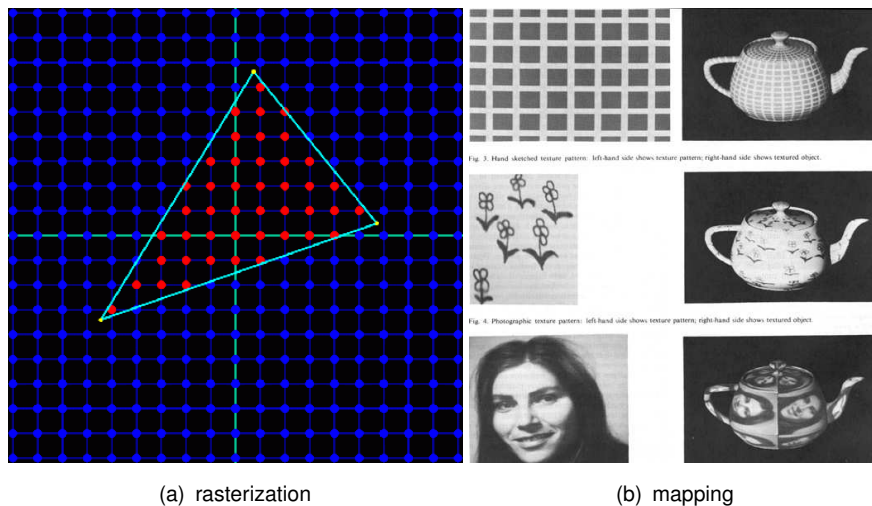 Fig. 3. Hand sketched texture pattern: left-hand side shows texture pattern; right-hand side shows textured object.
Fig. 4. Photographic texture pattern: left-hand side shows texture pattern; right-hand side shows textured object.
(a) rasterization
(b) mapping